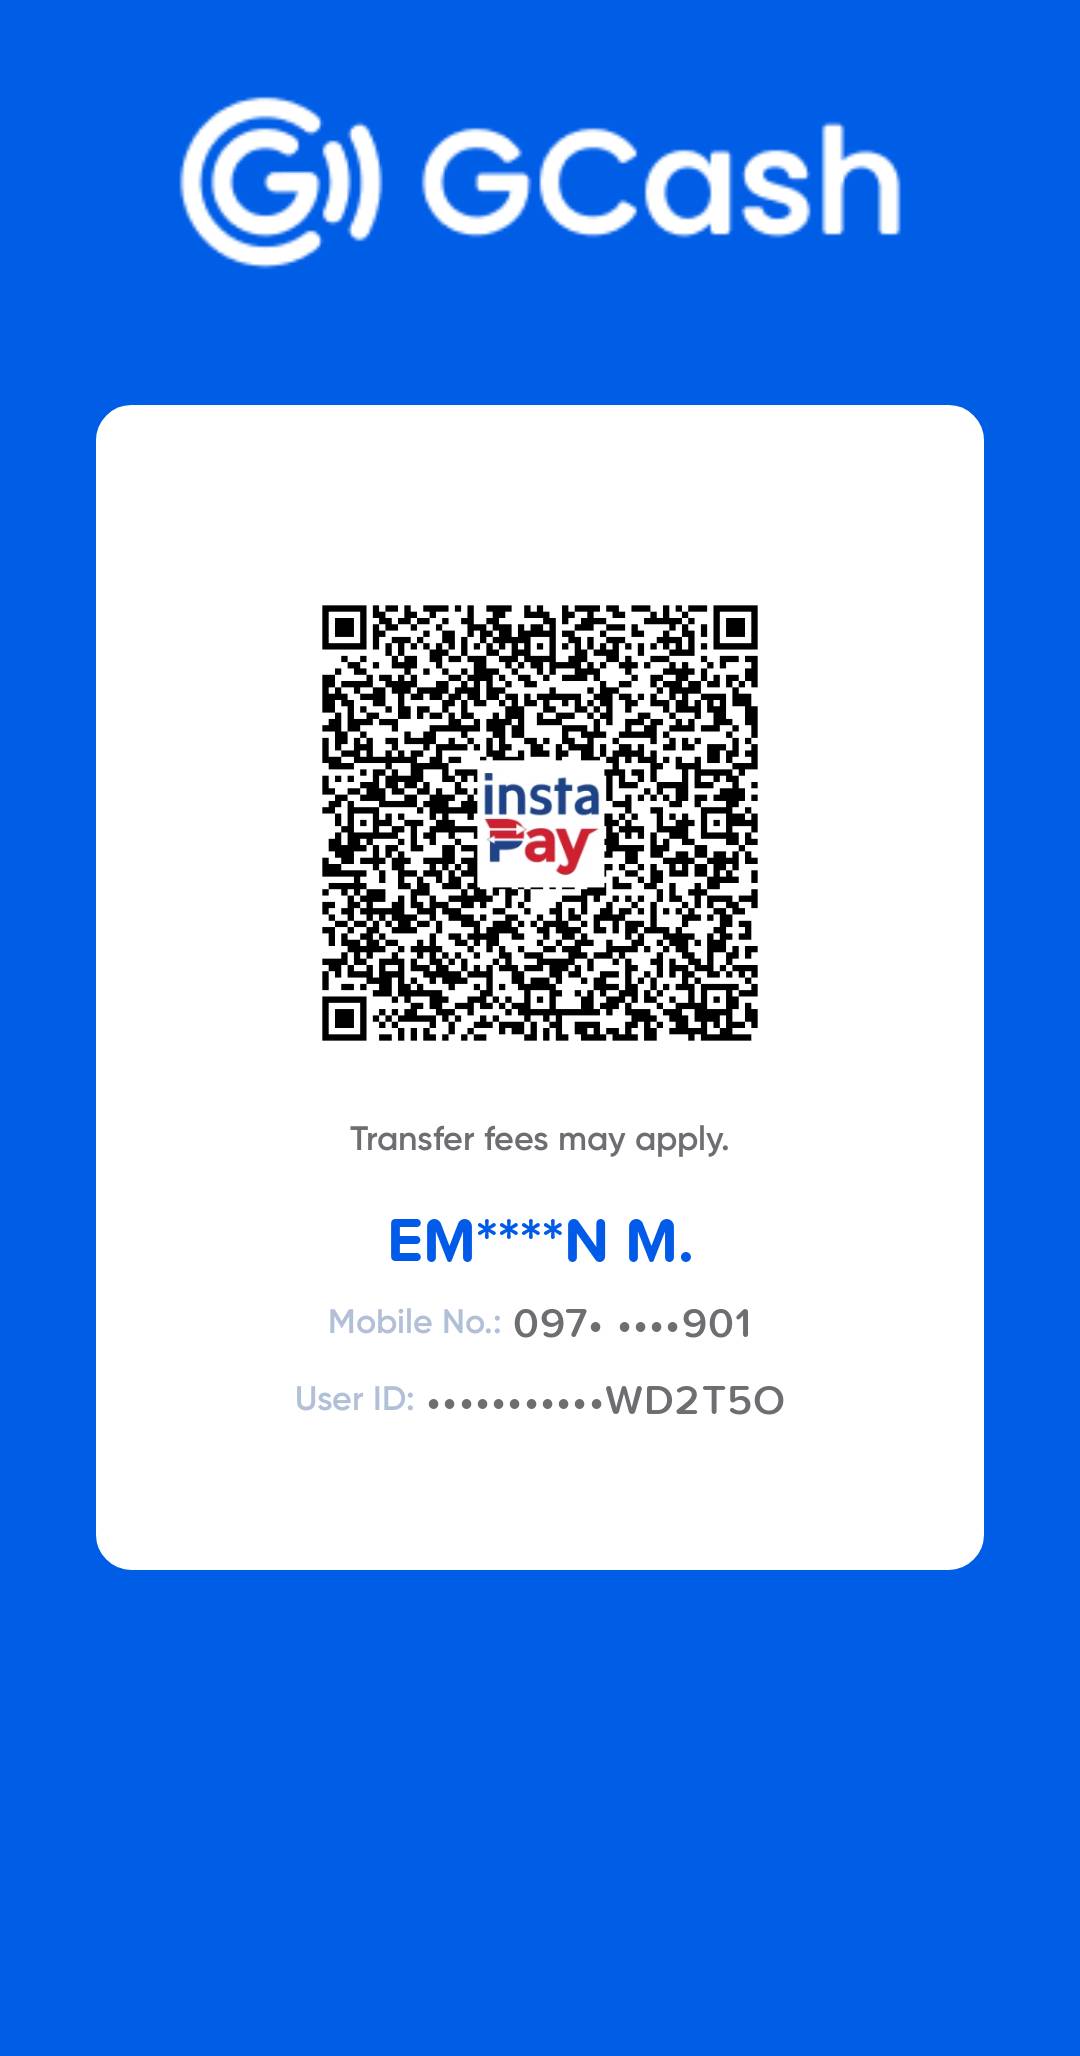 GCash
insta
Pay
Transfer fees may apply.
EM****N M.
Mobile No.: 097• ••••901
User ID: •••••••••••WD2T5O